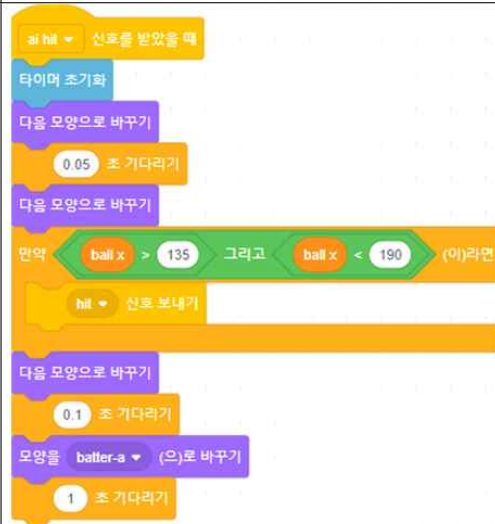 ai hit 신호를 받았을 때
타이머 초기화
다음 모양으로 바꾸기
0.05 초 기다리기
다음 모양으로 바꾸기
만약 ball x > 135 그리고 ball x < 190 (이)라면
hit 신호 보내기
다음 모양으로 바꾸기
0.1 초 기다리기
모양을 batter-a (으)로 바꾸기
1 초 기다리기